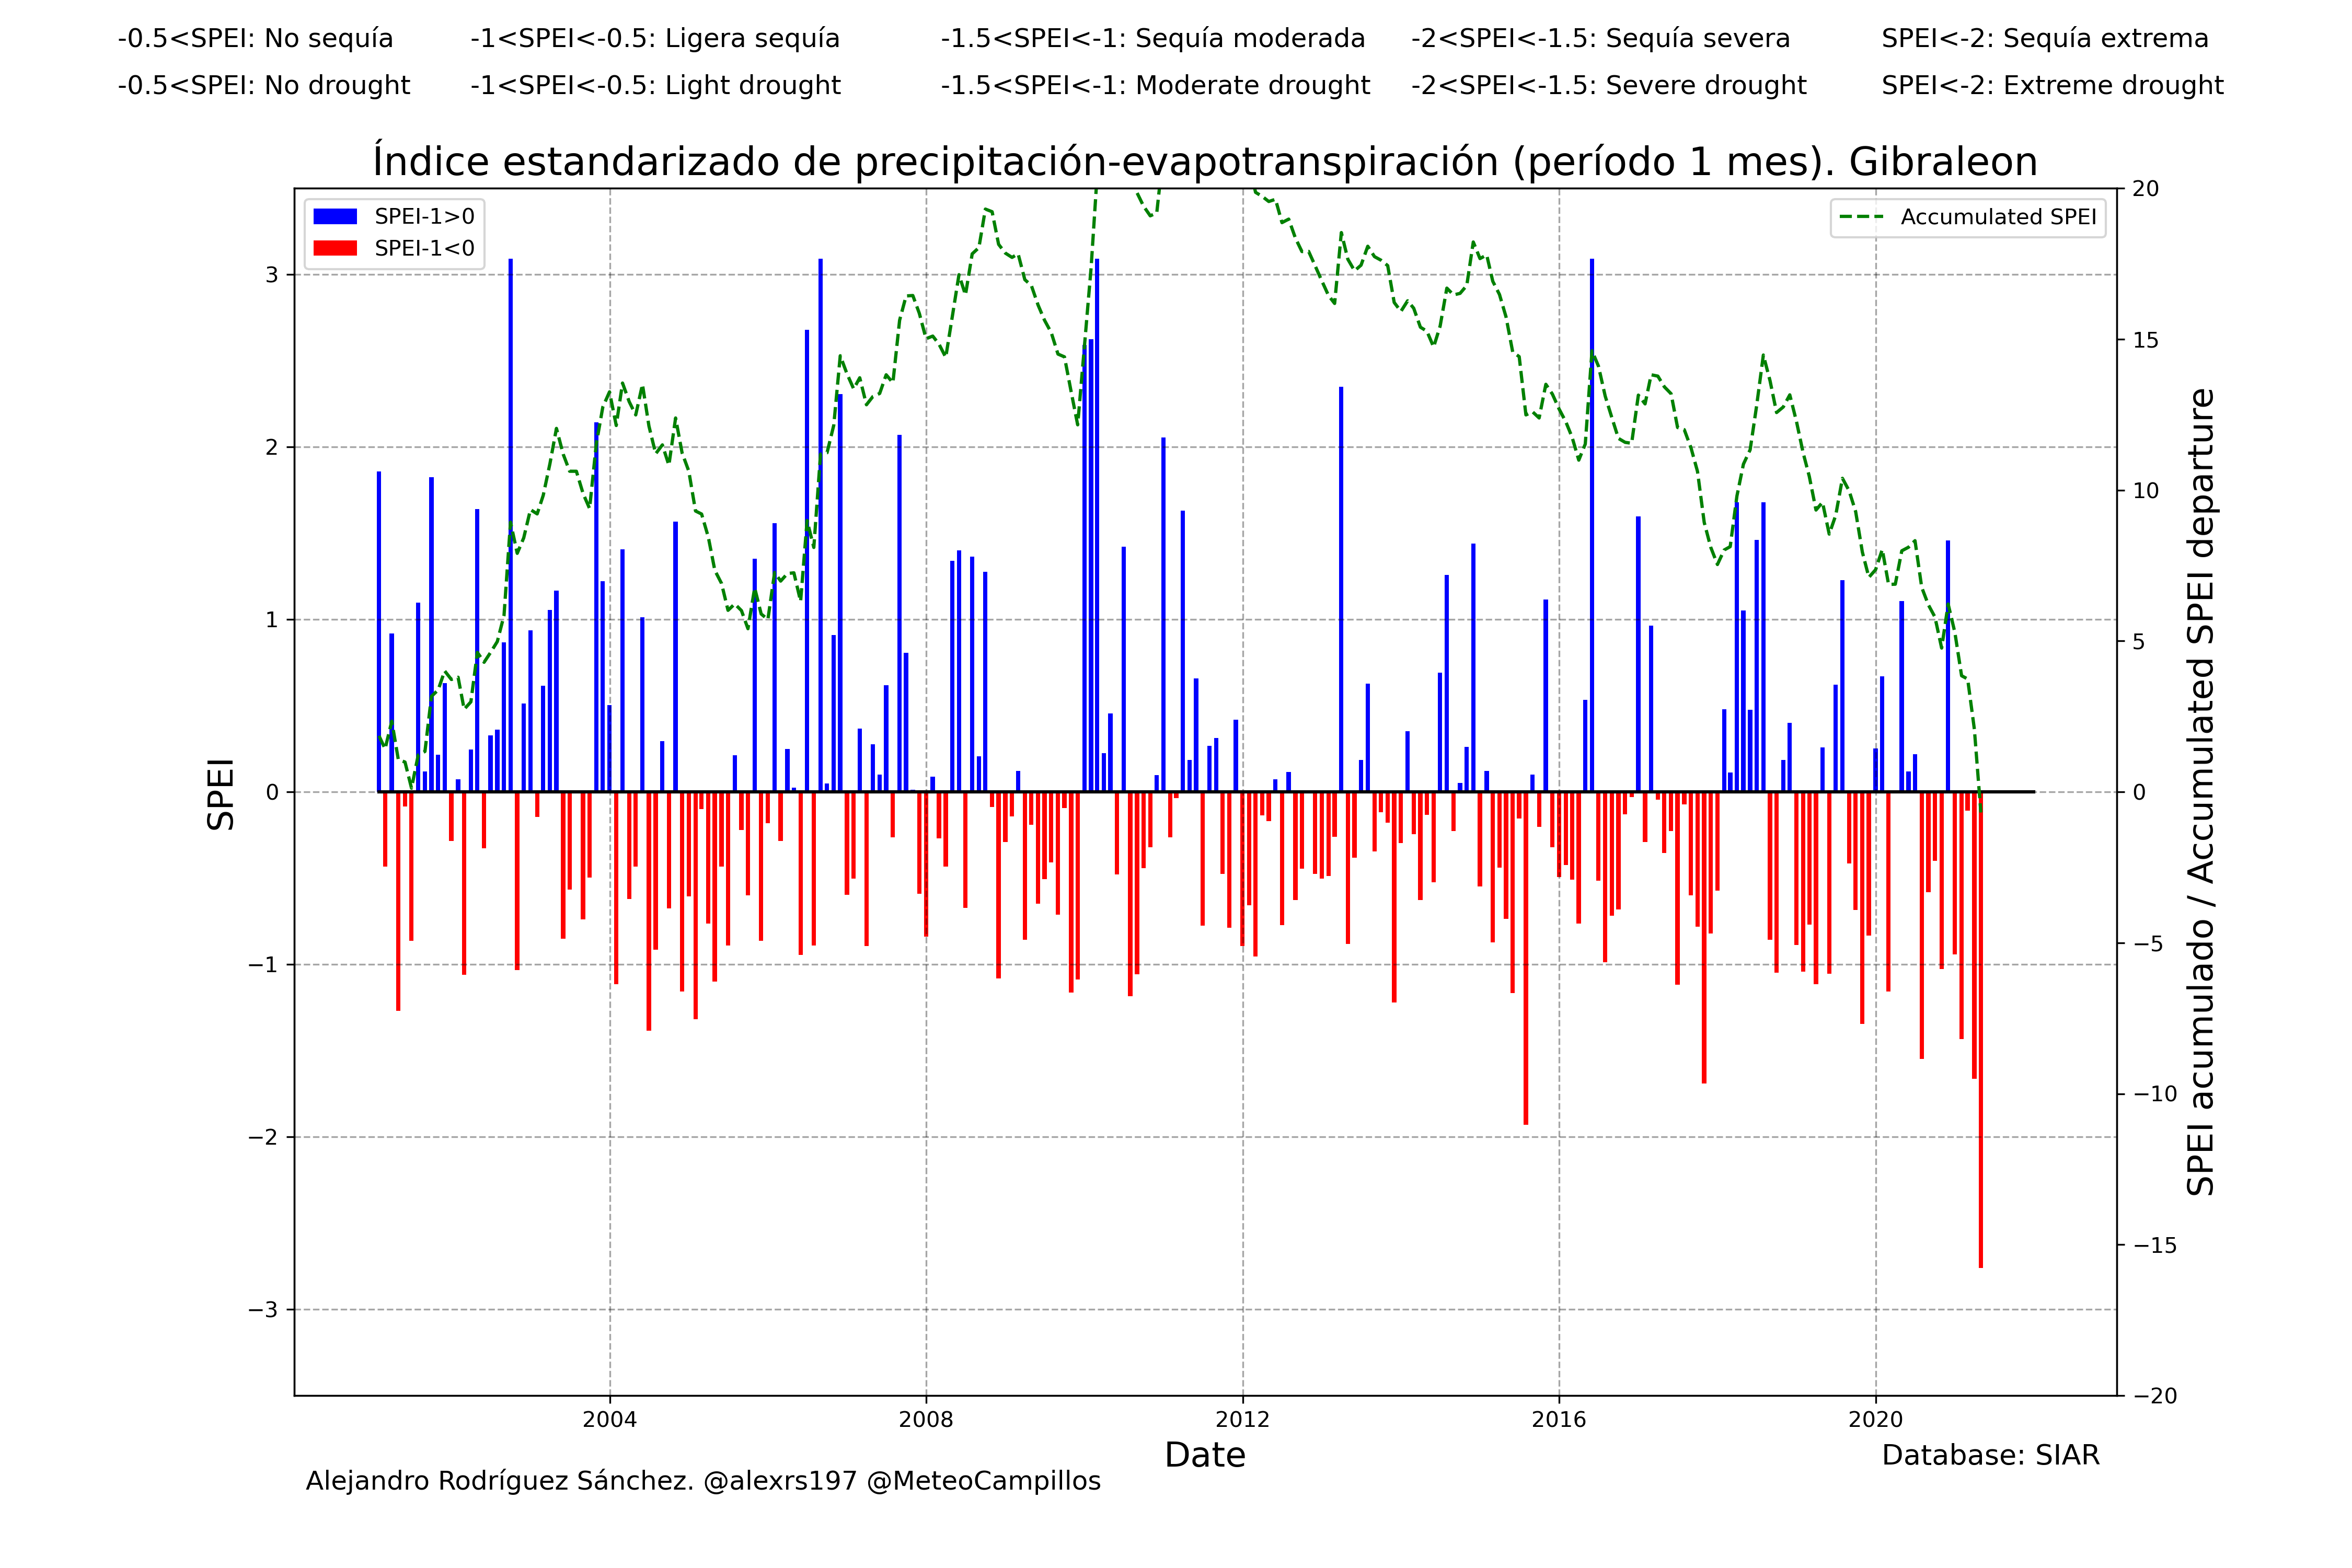 -0.5<SPEI: No sequía -1<SPEI<-0.5: Ligera sequía -1.5<SPEI<-1: Sequía moderada -2<SPEI<-1.5: Sequía severa SPEI<-2: Sequía extrema
-0.5<SPEI: No drought -1<SPEI<-0.5: Light drought -1.5<SPEI<-1: Moderate drought -2<SPEI<-1.5: Severe drought SPEI<-2: Extreme drought
Índice estandarizado de precipitación-evapotranspiración (período 1 mes). Gibraleon
SPEI-1>0
SPEI-1<0
Accumulated SPEI
SPEI
3
2
1
0
−1
−2
−3
20
15
10
5
0
−5
−10
−15
−20
SPEI acumulado / Accumulated SPEI departure
2004 2008 2012 2016 2020
Date
Database: SIAR
Alejandro Rodríguez Sánchez. @alexrs197 @MeteoCampillos